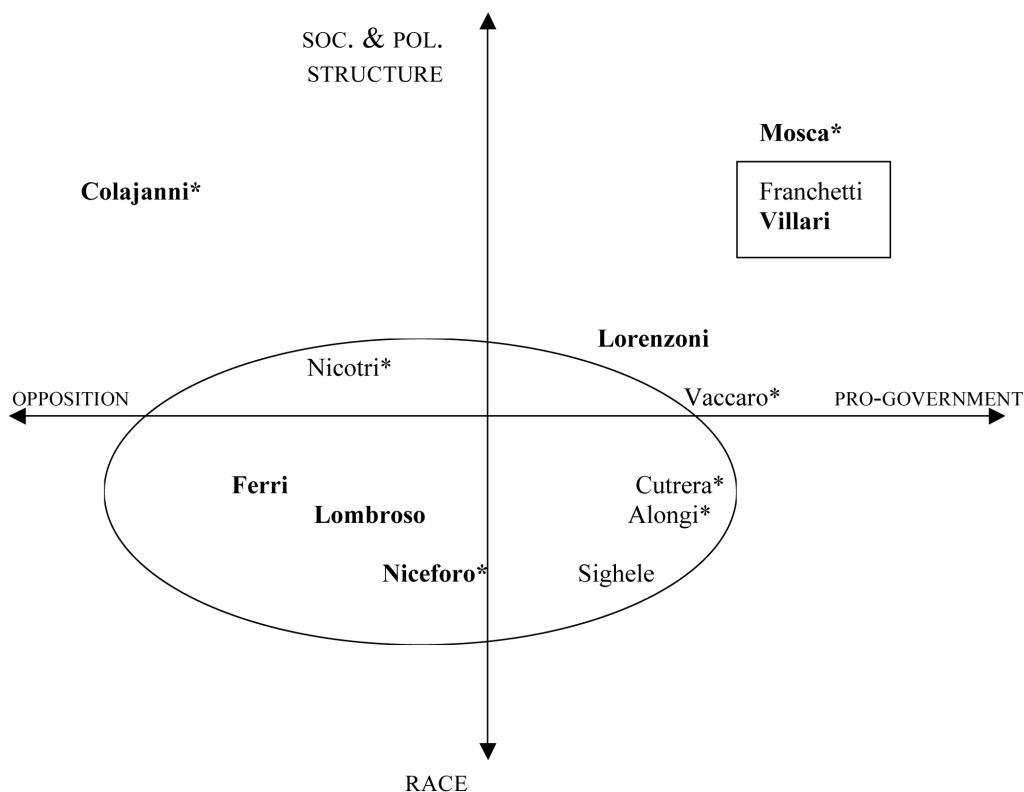 SOC. & POL.
STRUCTURE
Mosca*
Colajanni*
Franchetti
Villari
Lorenzoni
Nicotri*
OPPOSITION
Vaccaro*
PRO-GOVERNMENT
Ferri
Cutrera*
Lombroso
Alongi*
Niceforo*
Sighele
RACE